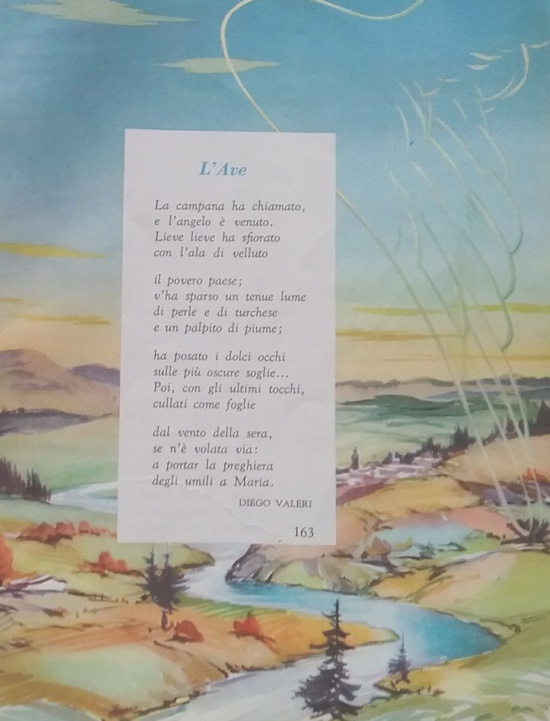 L'Ave
La campana ha chiamato,
e l'angelo è venuto.
Lieve lieve ha sfiorato
con l'ala di velluto
il povero paese;
v'ha sparso un tenue lume
di perle e di turchese
e un palpito di piume;
ha posato i dolci occhi
sulle più oscure soglie...
Poi, con gli ultimi tocchi,
cullati come foglie
dal vento della sera,
se n'è volata via:
a portar la preghiera
degli umili a Maria.
DIEGO VALERI
163